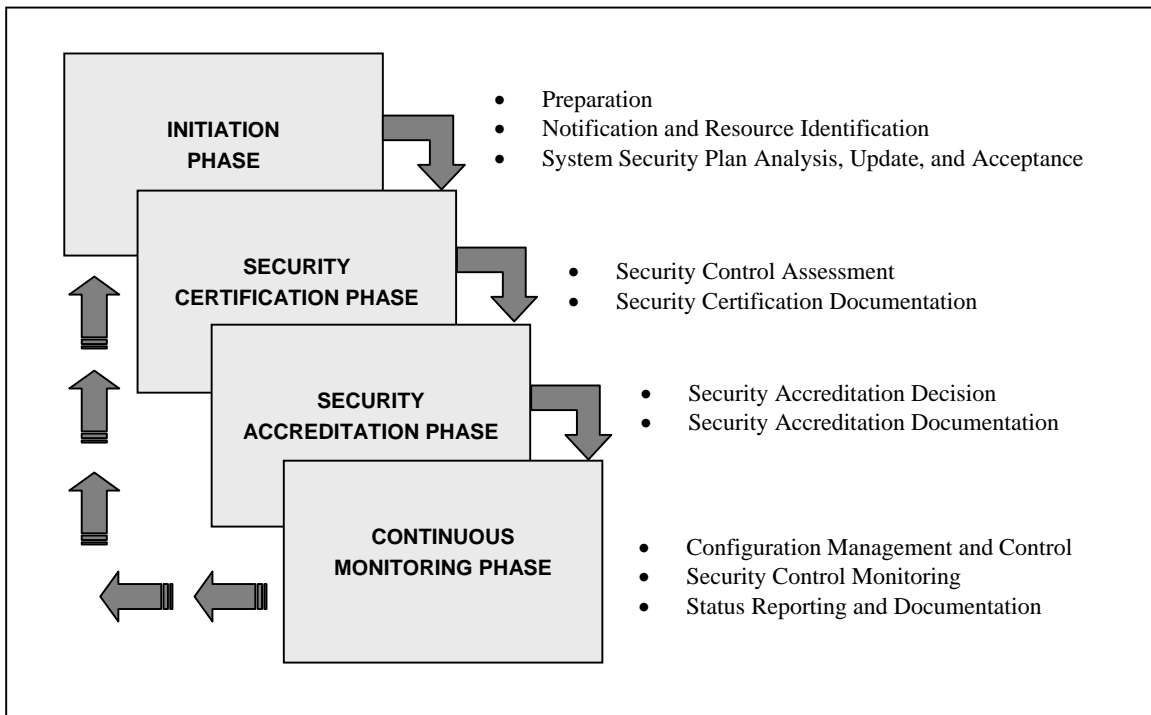 INITIATION
PHASE
• Preparation
• Notification and Resource Identification
• System Security Plan Analysis, Update, and Acceptance
SECURITY
CERTIFICATION PHASE
• Security Control Assessment
• Security Certification Documentation
SECURITY
ACCREDITATION PHASE
• Security Accreditation Decision
• Security Accreditation Documentation
CONTINUOUS
MONITORING PHASE
• Configuration Management and Control
• Security Control Monitoring
• Status Reporting and Documentation